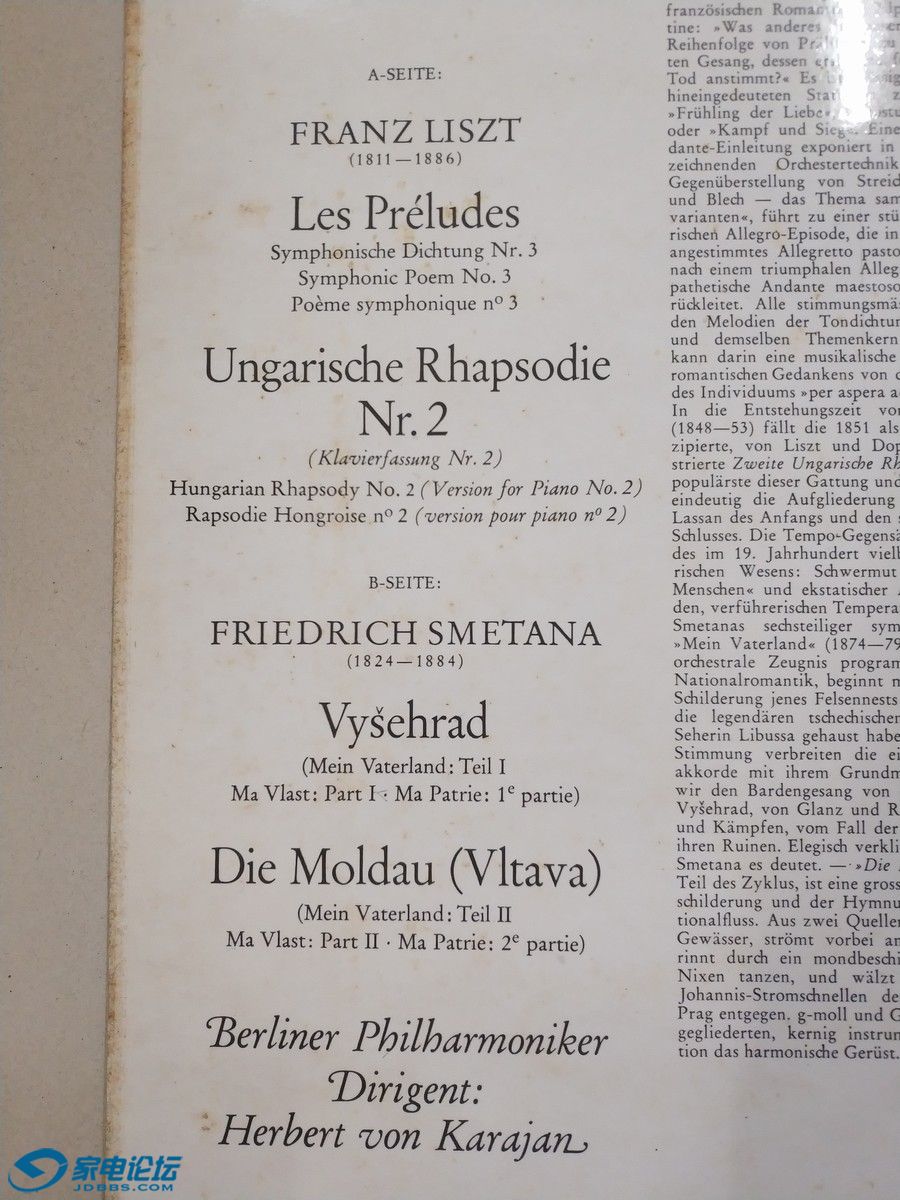 A-SEITE:
FRANZ LISZT
(1811—1886)
Les Préludes
Symphonische Dichtung Nr. 3
Symphonic Poem No. 3
Poème symphonique nº 3
Ungarische Rhapsodie
Nr. 2
(Klavierfassung Nr. 2)
Hungarian Rhapsody No. 2 (Version for Piano No. 2)
Rapsodie Hongroise nº 2 (version pour piano nº 2)
B-SEITE:
FRIEDRICH SMETANA
(1824—1884)
Vyšehrad
(Mein Vaterland: Teil I
Ma Vlast: Part I · Ma Patrie: 1e partie)
Die Moldau (Vltava)
(Mein Vaterland: Teil II
Ma Vlast: Part II · Ma Patrie: 2e partie)
Berliner Philharmoniker
Dirigent:
Herbert von Karajan
französischen
tine: »Was anderes
Reihenfolge von
ten Gesang, dessen
Tod anstimmt?« Es
hineingedeuteten
»Frühling der Liebe«,
oder »Kampf und Sieg«. Eine
dante-Einleitung exponiert in
zeichnenden Orchestertechnik
Gegenüberstellung von
und Blech — das Thema
varianten«, führt zu einer
rischen Allegro-Episode, die in
angestimmtes Allegretto
nach einem triumphalen
pathetische Andante maestoso
rückleitet. Alle
den Melodien der
und demselben Themenkern
kann darin eine musikalische
romantischen Gedankens von
des Individuums »per aspera
In die Entstehungszeit
(1848—53) fällt die 1851 als
zipierte, von Liszt und
strierte Zweite Ungarische
populärste dieser Gattung und
eindeutig die Aufgliederung
Lassan des Anfangs und den
Schlusses. Die
des im 19. Jahrhundert
rischen Wesens: Schwermut
Menschen« und ekstatischer
den, verführerischen
Smetanas sechsteiliger
»Mein Vaterland« (1874—79
orchestrale Zeugnis
Nationalromantik, beginnt
Schilderung jenes Felsennests
die legendären
Seherin Libussa gehaust
Stimmung verbreiten die
akkorde mit ihrem
wir den Bardengesang von
Vyšehrad, von Glanz und
und Kämpfen, vom Fall der
ihren Ruinen. Elegisch
Smetana es deutet. — »Die
Teil des Zyklus, ist eine
schilderung und der
tionalfluss. Aus zwei
Gewässer, strömt vorbei
rinnt durch ein
Nixen tanzen, und wälzt
Johannis-Stromschnellen
Prag entgegen. g-moll und
gegliederten, kernig
tion das harmonische Gerüst.
家电论坛
JDBBS.COM